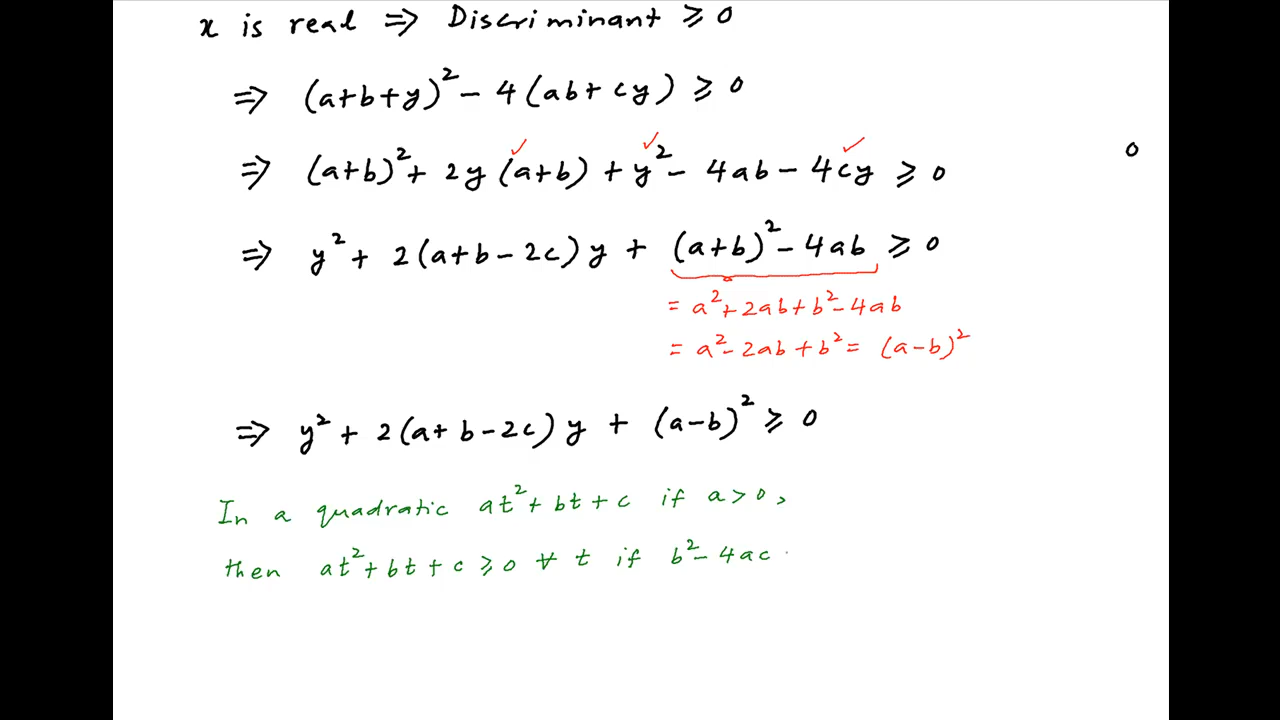 x is real ⇒ Discriminant ⩾ 0
⇒ (a+b+y)² − 4(ab+cy) ⩾ 0
⇒ (a+b)² + 2y(a+b) + y² − 4ab − 4cy ⩾ 0
0
⇒ y² + 2(a+b−2c)y + (a+b)² − 4ab ⩾ 0
= a² + 2ab + b² − 4ab
= a² − 2ab + b² = (a−b)²
⇒ y² + 2(a+b−2c)y + (a−b)² ⩾ 0
In a quadratic at² + bt + c if a > 0,
then at² + bt + c ⩾ 0 ∀ t if b² − 4ac